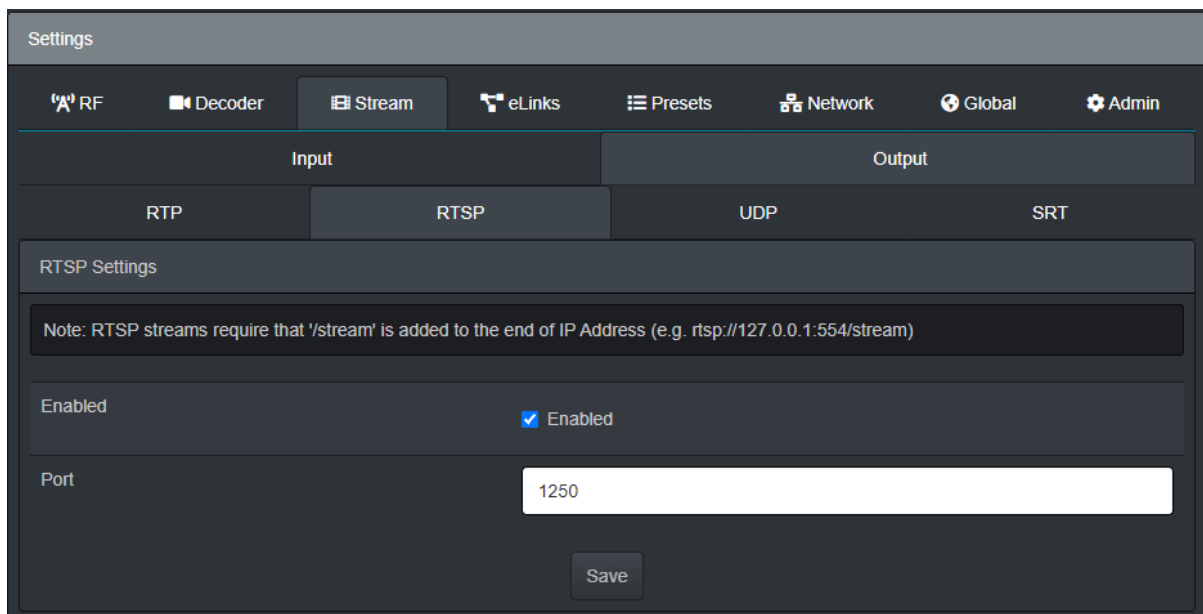 Settings
RF Decoder Stream eLinks Presets Network Global Admin
Input Output
RTP RTSP UDP SRT
RTSP Settings
Note: RTSP streams require that '/stream' is added to the end of IP Address (e.g. rtsp://127.0.0.1:554/stream)
Enabled Enabled
Port 1250
Save